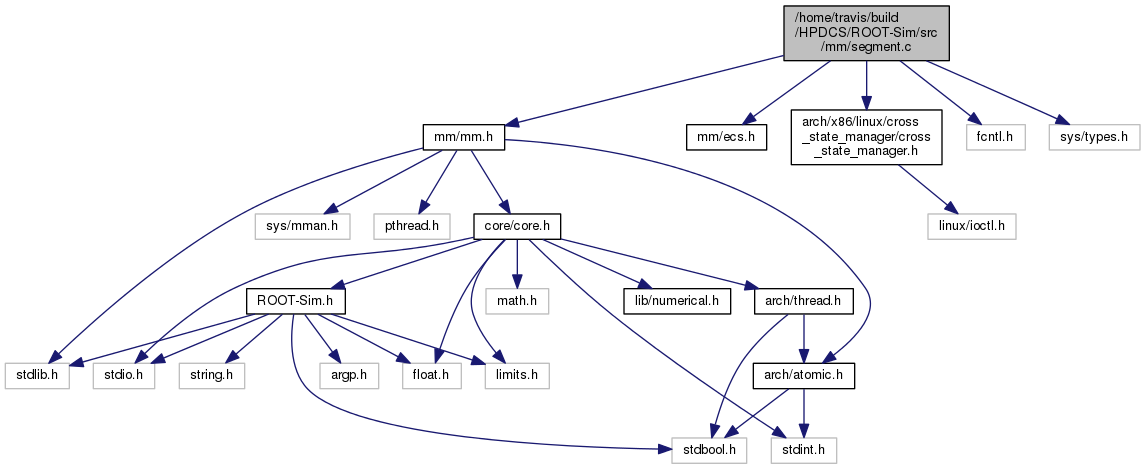 /home/travis/build
/HPDCS/ROOT-Sim/src
/mm/segment.c
mm/mm.h
mm/ecs.h
arch/x86/linux/cross
_state_manager/cross
_state_manager.h
fcntl.h
sys/types.h
sys/mman.h
pthread.h
core/core.h
linux/ioctl.h
ROOT-Sim.h
math.h
lib/numerical.h
arch/thread.h
stdlib.h
stdio.h
string.h
argp.h
float.h
limits.h
arch/atomic.h
stdbool.h
stdint.h